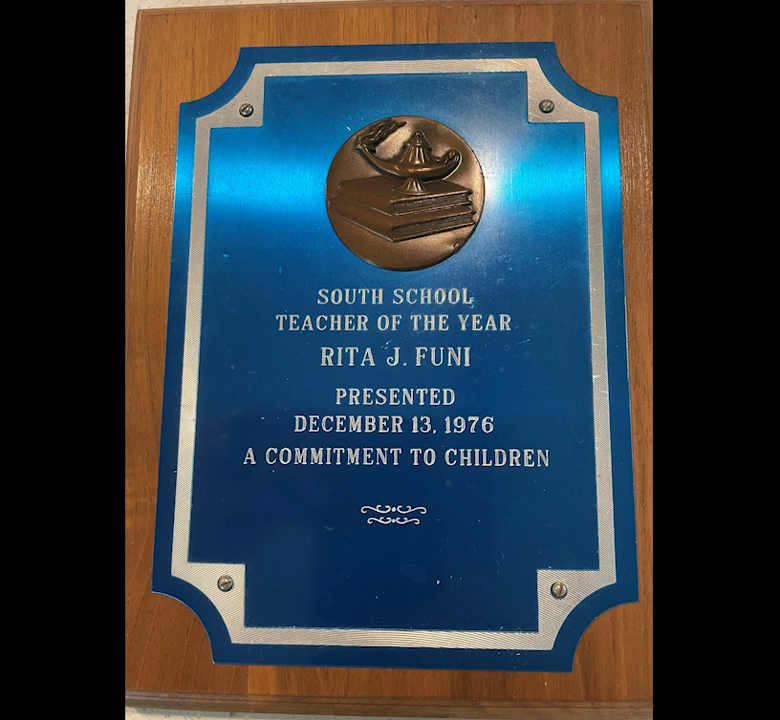 SOUTH SCHOOL
TEACHER OF THE YEAR
RITA J. FUNI
PRESENTED
DECEMBER 13, 1976
A COMMITMENT TO CHILDREN